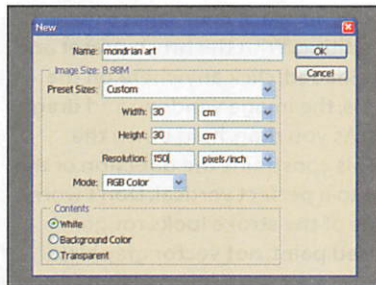 New
Name: mondrian art
OK
Image Size: 8.98M
Cancel
Preset Sizes: Custom
Width: 30 cm
Height: 30 cm
Resolution: 150 pixels/inch
Mode: RGB Color
Contents
White
Background Color
Transparent